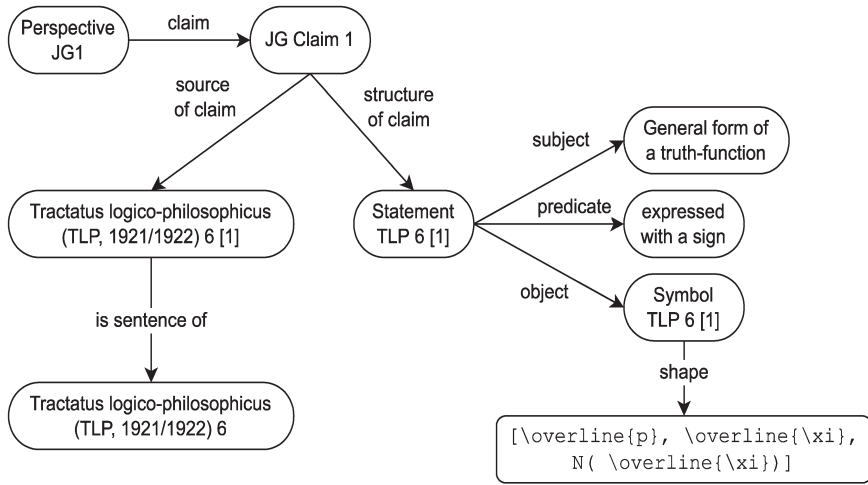 Perspective
JG1
claim
JG Claim 1
source
of claim
structure
of claim
Tractatus logico-philosophicus
(TLP, 1921/1922) 6 [1]
Statement
TLP 6 [1]
subject
General form of
a truth-function
predicate
expressed
with a sign
object
Symbol
TLP 6 [1]
is sentence of
shape
Tractatus logico-philosophicus
(TLP, 1921/1922) 6
[\overline{p}, \overline{\xi},
N( \overline{\xi})]